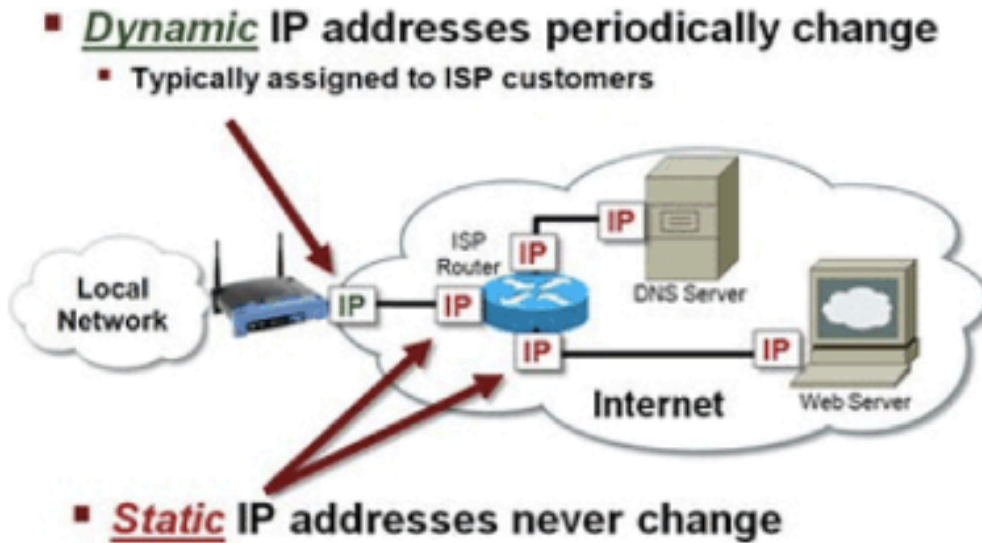 ▪ Dynamic IP addresses periodically change
▪ Typically assigned to ISP customers
ISP
Router
IP
IP
DNS Server
Local
Network
IP
IP
IP
IP
Internet
Web Server
▪ Static IP addresses never change